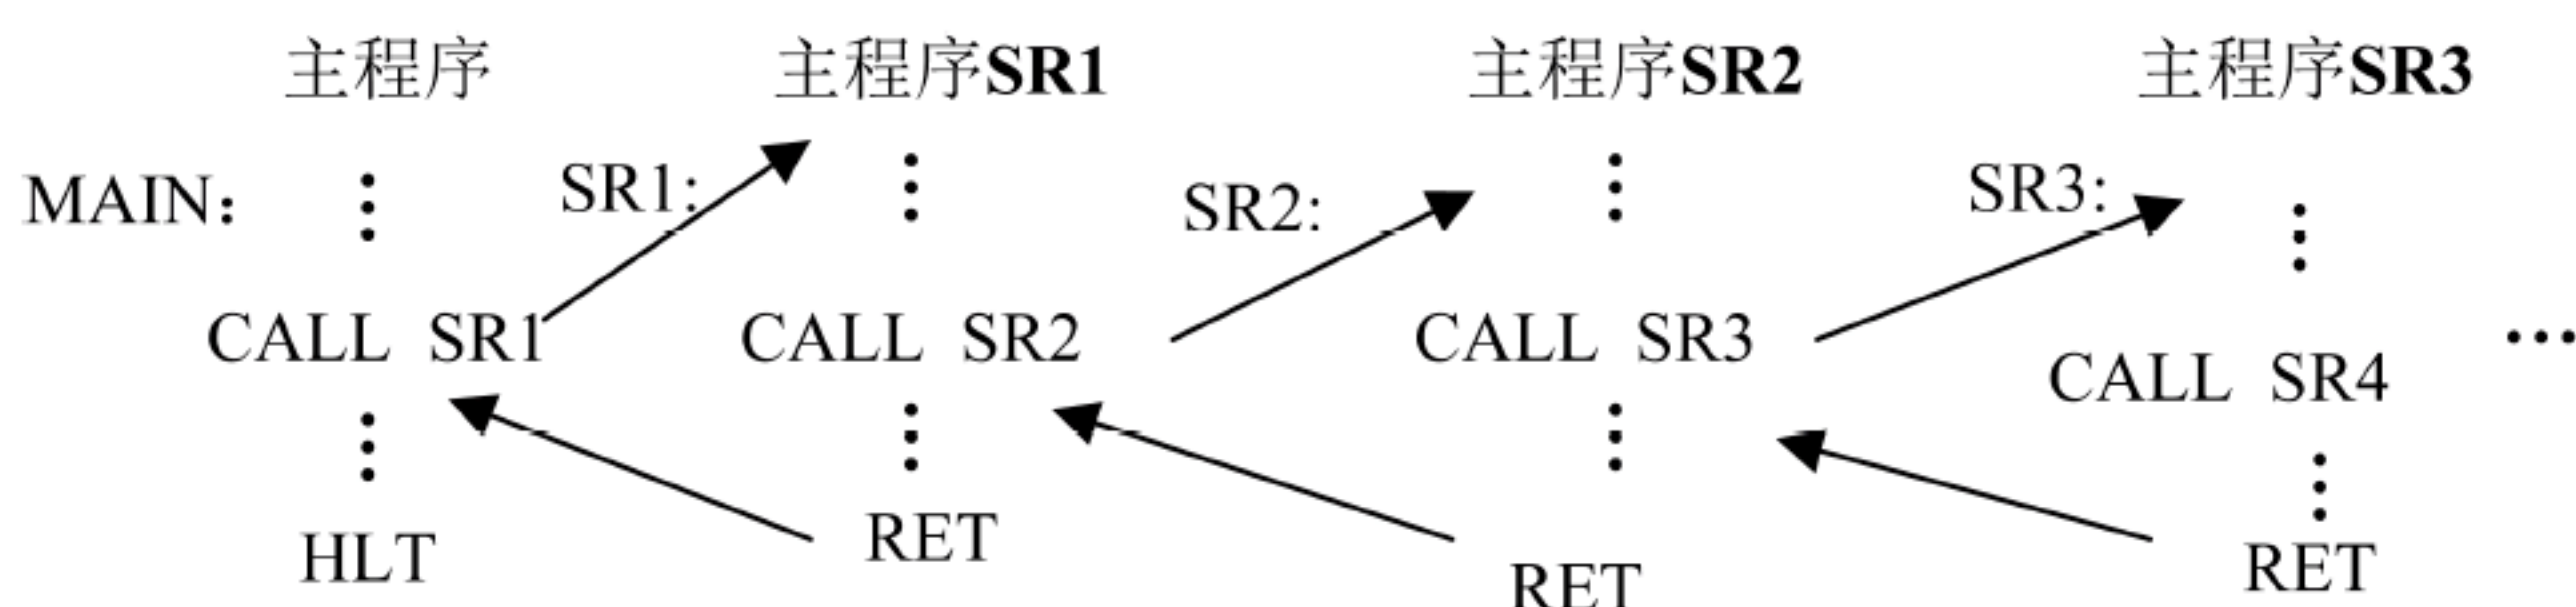 主程序 主程序SR1 主程序SR2 主程序SR3
MAIN: SR1: SR2: SR3:
CALL SR1 CALL SR2 CALL SR3 CALL SR4 ...
HLT RET RET RET